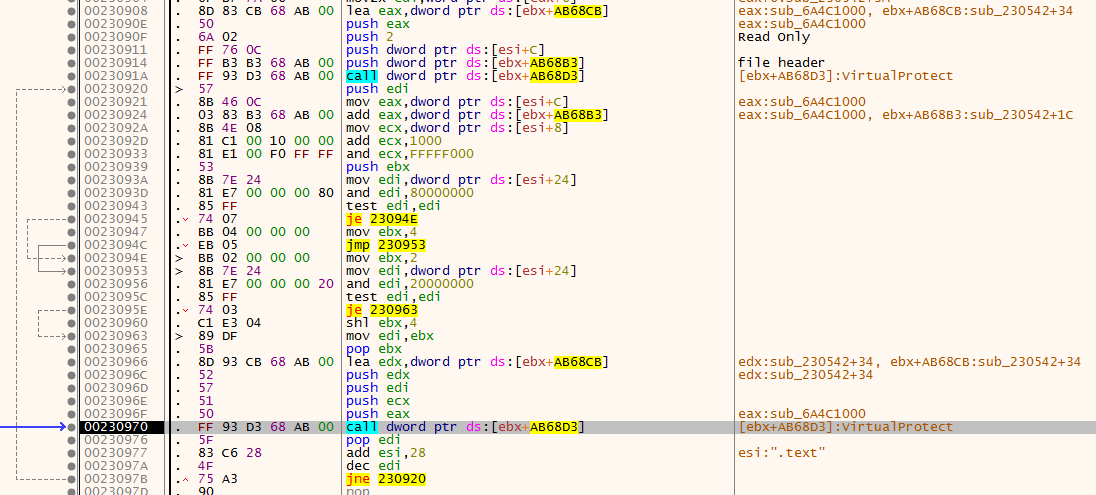 00230908 . 8D 83 CB 68 AB 00 lea eax,dword ptr ds:[ebx+AB68CB] eax:sub_6A4C1000, ebx+AB68CB:sub_230542+34
0023090E . 50 push eax eax:sub_6A4C1000
0023090F . 6A 02 push 2 Read Only
00230911 . FF 76 0C push dword ptr ds:[esi+C]
00230914 . FF B3 B3 68 AB 00 push dword ptr ds:[ebx+AB68B3] file header
0023091A . FF 93 D3 68 AB 00 call dword ptr ds:[ebx+AB68D3] [ebx+AB68D3]:VirtualProtect
00230920 > 57 push edi
00230921 . 8B 46 0C mov eax,dword ptr ds:[esi+C] eax:sub_6A4C1000
00230924 . 03 83 B3 68 AB 00 add eax,dword ptr ds:[ebx+AB68B3] eax:sub_6A4C1000, ebx+AB68B3:sub_230542+1C
0023092A . 8B 4E 08 mov ecx,dword ptr ds:[esi+8]
0023092D . 81 C1 00 10 00 00 add ecx,1000
00230933 . 81 E1 00 F0 FF FF and ecx,FFFFF000
00230939 . 53 push ebx
0023093A . 8B 7E 24 mov edi,dword ptr ds:[esi+24]
0023093D . 81 E7 00 00 00 80 and edi,80000000
00230943 . 85 FF test edi,edi
00230945 . 74 07 je 23094E
00230947 . BB 04 00 00 00 mov ebx,4
0023094C . EB 05 jmp 230953
0023094E > BB 02 00 00 00 mov ebx,2
00230953 > 8B 7E 24 mov edi,dword ptr ds:[esi+24]
00230956 . 81 E7 00 00 00 20 and edi,20000000
0023095C . 85 FF test edi,edi
0023095E . 74 03 je 230963
00230960 . C1 E3 04 shl ebx,4
00230963 > 89 DF mov edi,ebx
00230965 . 5B pop ebx
00230966 . 8D 93 CB 68 AB 00 lea edx,dword ptr ds:[ebx+AB68CB] edx:sub_230542+34, ebx+AB68CB:sub_230542+34
0023096C . 52 push edx edx:sub_230542+34
0023096D . 57 push edi
0023096E . 51 push ecx
0023096F . 50 push eax eax:sub_6A4C1000
00230970 . FF 93 D3 68 AB 00 call dword ptr ds:[ebx+AB68D3] [ebx+AB68D3]:VirtualProtect
00230976 . 5F pop edi
00230977 . 83 C6 28 add esi,28 esi:".text"
0023097A . 4F dec edi
0023097B . 75 A3 jne 230920
0023097D . 90 nop